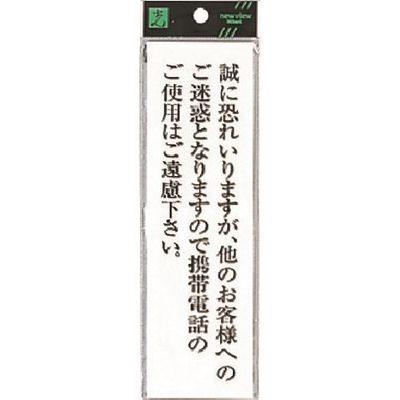 光
new view
誠に恐れいりますが、他のお客様への
ご迷惑となりますので携帯電話の
ご使用はご遠慮下さい。